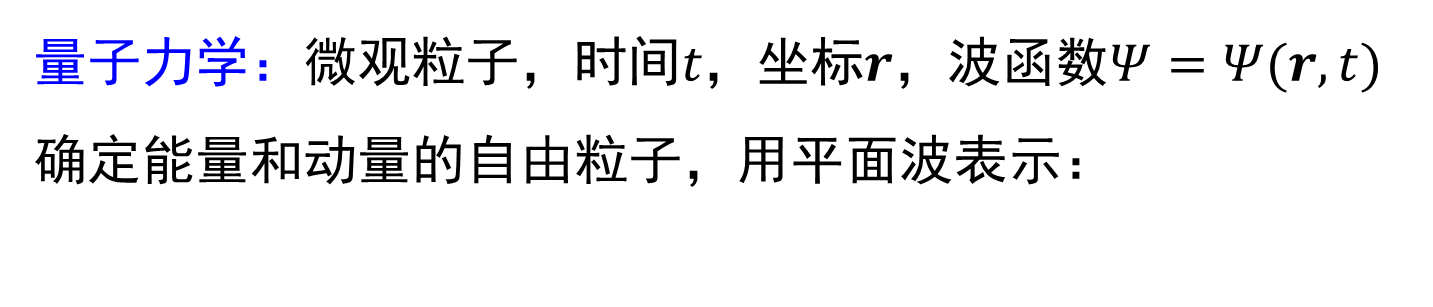 量子力学：微观粒子，时间t，坐标r，波函数Ψ = Ψ(r, t)
确定能量和动量的自由粒子，用平面波表示：